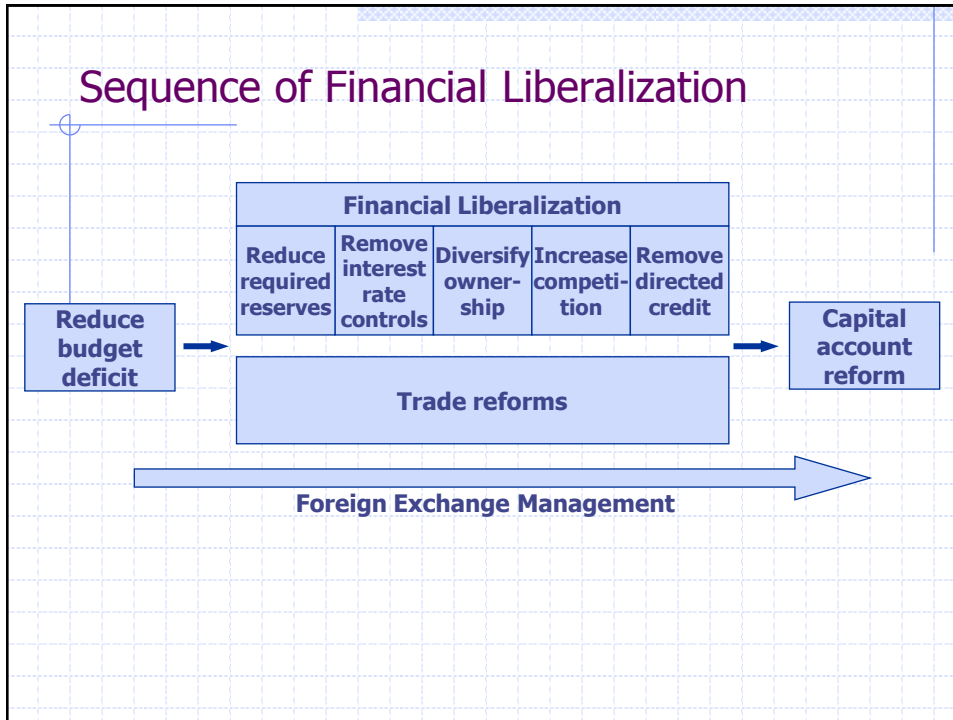 Sequence of Financial Liberalization
Financial Liberalization
Reduce
required
reserves
Remove
interest
rate
controls
Diversify
owner-
ship
Increase
competi-
tion
Remove
directed
credit
Reduce
budget
deficit
Trade reforms
Capital
account
reform
Foreign Exchange Management